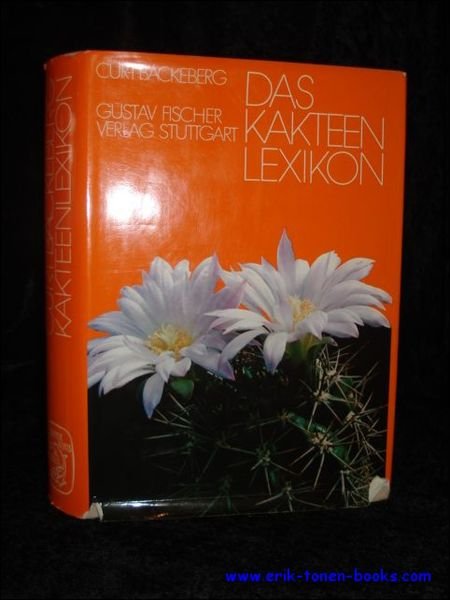 CURT BACKEBERG
GUSTAV FISCHER
VERLAG STUTTGART
DAS
KAKTEEN
LEXIKON
KAKTEENLEXIKON
www.erik-tonen-books.com